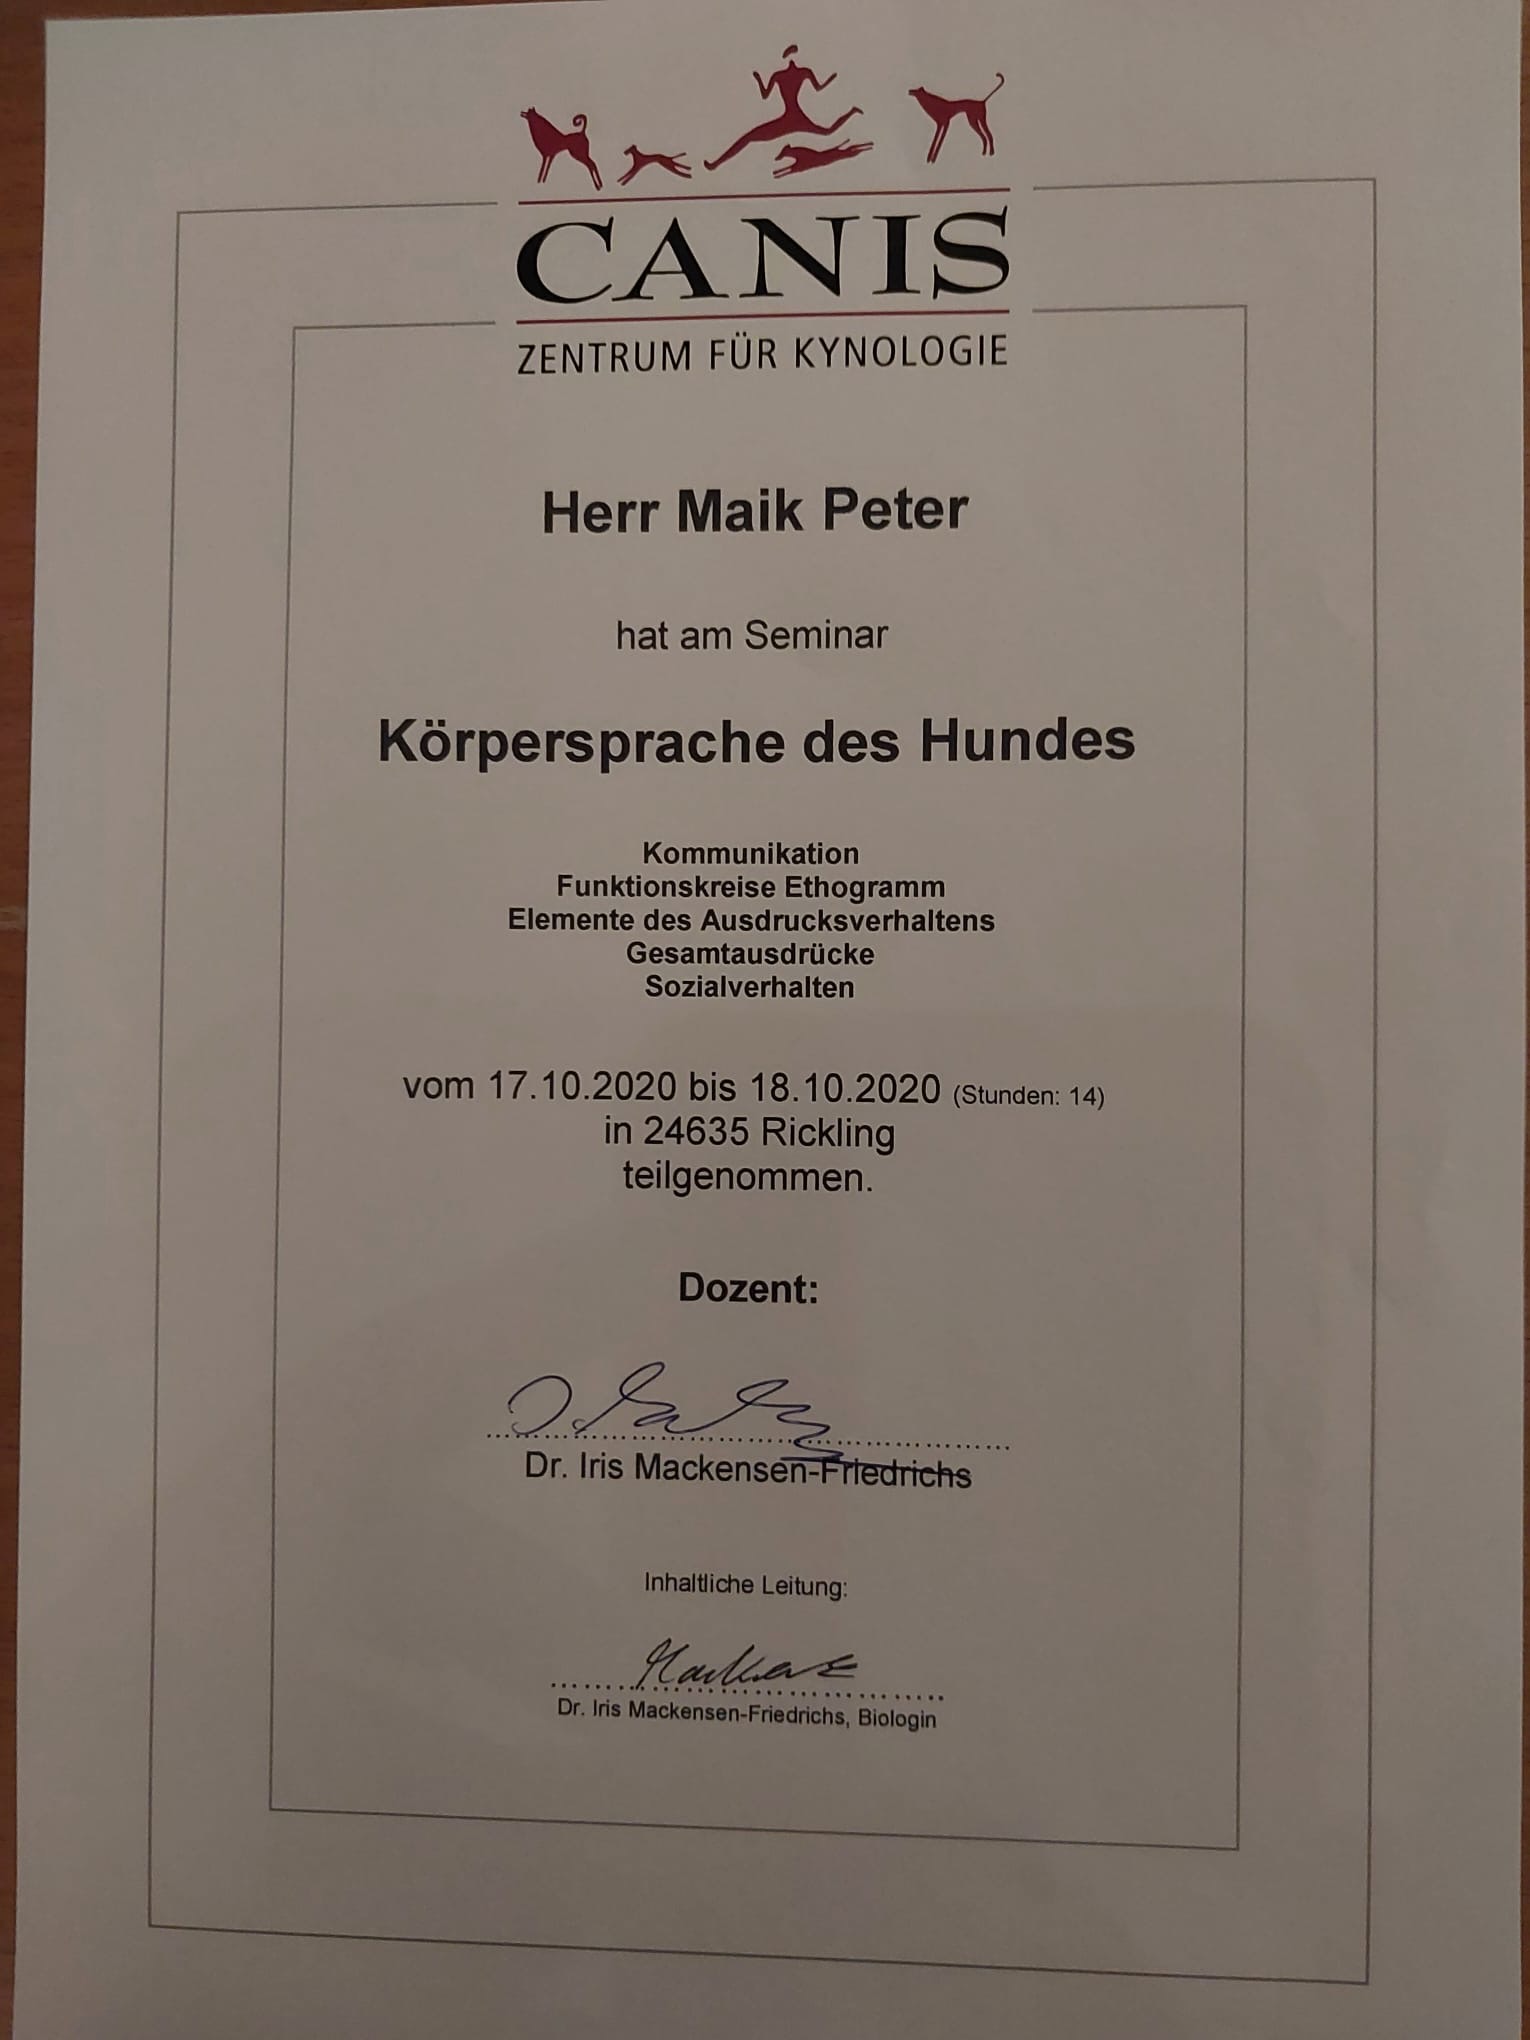 CANIS
ZENTRUM FÜR KYNOLOGIE
Herr Maik Peter
hat am Seminar
Körpersprache des Hundes
Kommunikation
Funktionskreise Ethogramm
Elemente des Ausdrucksverhaltens
Gesamtausdrücke
Sozialverhalten
vom 17.10.2020 bis 18.10.2020 (Stunden: 14)
in 24635 Rickling
teilgenommen.
Dozent:
Dr. Iris Mackensen-Friedrichs
Inhaltliche Leitung:
Dr. Iris Mackensen-Friedrichs, Biologin